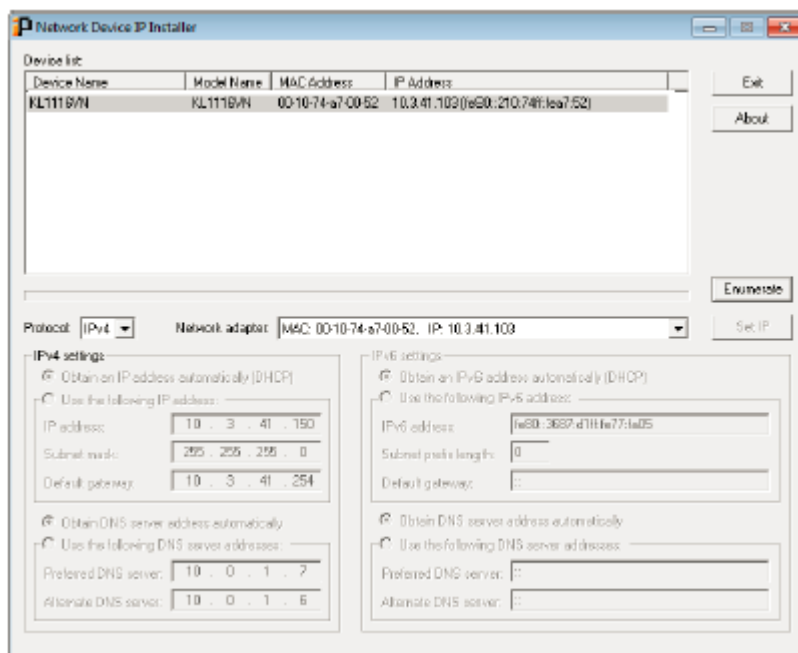 Network Device IP Installer
Device list:
Device Name Model Name MAC Address IP Address
KL1116VN KL1116VN 00-10-74-a7-00-52 10.3.41.103(fe80::210:74ff:fea7:52)
Exit
About
Enumerate
Protocol: IPv4 Network adapter: MAC: 00-10-74-a7-00-52, IP: 10.3.41.103 Set IP
IPv4 settings
Obtain an IP address automatically (DHCP)
Use the following IP address:
IP address: 10 . 3 . 41 . 150
Subnet mask: 255 . 255 . 255 . 0
Default gateway: 10 . 3 . 41 . 254
Obtain DNS server address automatically
Use the following DNS server addresses:
Preferred DNS server: 10 . 0 . 1 . 7
Alternate DNS server: 10 . 0 . 1 . 6
IPv6 settings
Obtain an IPv6 address automatically (DHCP)
Use the following IPv6 address:
IPv6 address:
Subnet prefix length: 0
Default gateway: ::
Obtain DNS server address automatically
Use the following DNS server addresses:
Preferred DNS server: ::
Alternate DNS server: ::